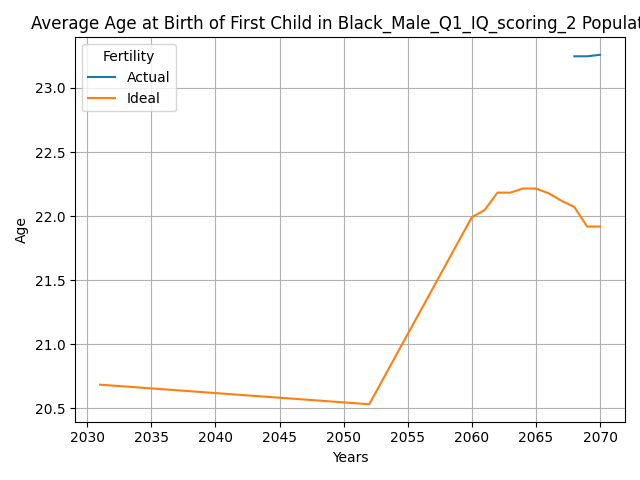 Average Age at Birth of First Child in Black_Male_Q1_IQ_scoring_2 Populat
Fertility
Actual
Ideal
23.0
22.5
22.0
21.5
21.0
20.5
Age
2030 2035 2040 2045 2050 2055 2060 2065 2070
Years